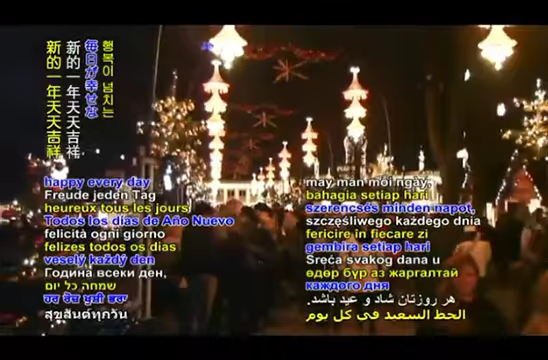 행복이 넘치는
毎日が幸せな
新的一年天天吉祥
新的一年天天吉祥
happy every day
Freude jeden Tag
heureux tous les jours
Todos los dias de Año Nuevo
felicità ogni giorno
felizes todos os dias
veselý každý den
Година всеки ден,
שמחה כל יום
ਹਰ ਰੋਜ਼ ਖੁਸ਼ੀ ਭਰਾ
สุขสันต์ทุกวัน
may mắn mỗi ngày,
bahagia setiap hari
szerencsés minden napot,
szczęśliwego każdego dnia
fericire în fiecare zi
gembira setiap hari
Sreća svakog dana u
өдөр бүр аз жаргалтай
каждого дня
هر روزتان شاد و عید باشد.
الحظ السعيد في كل يوم